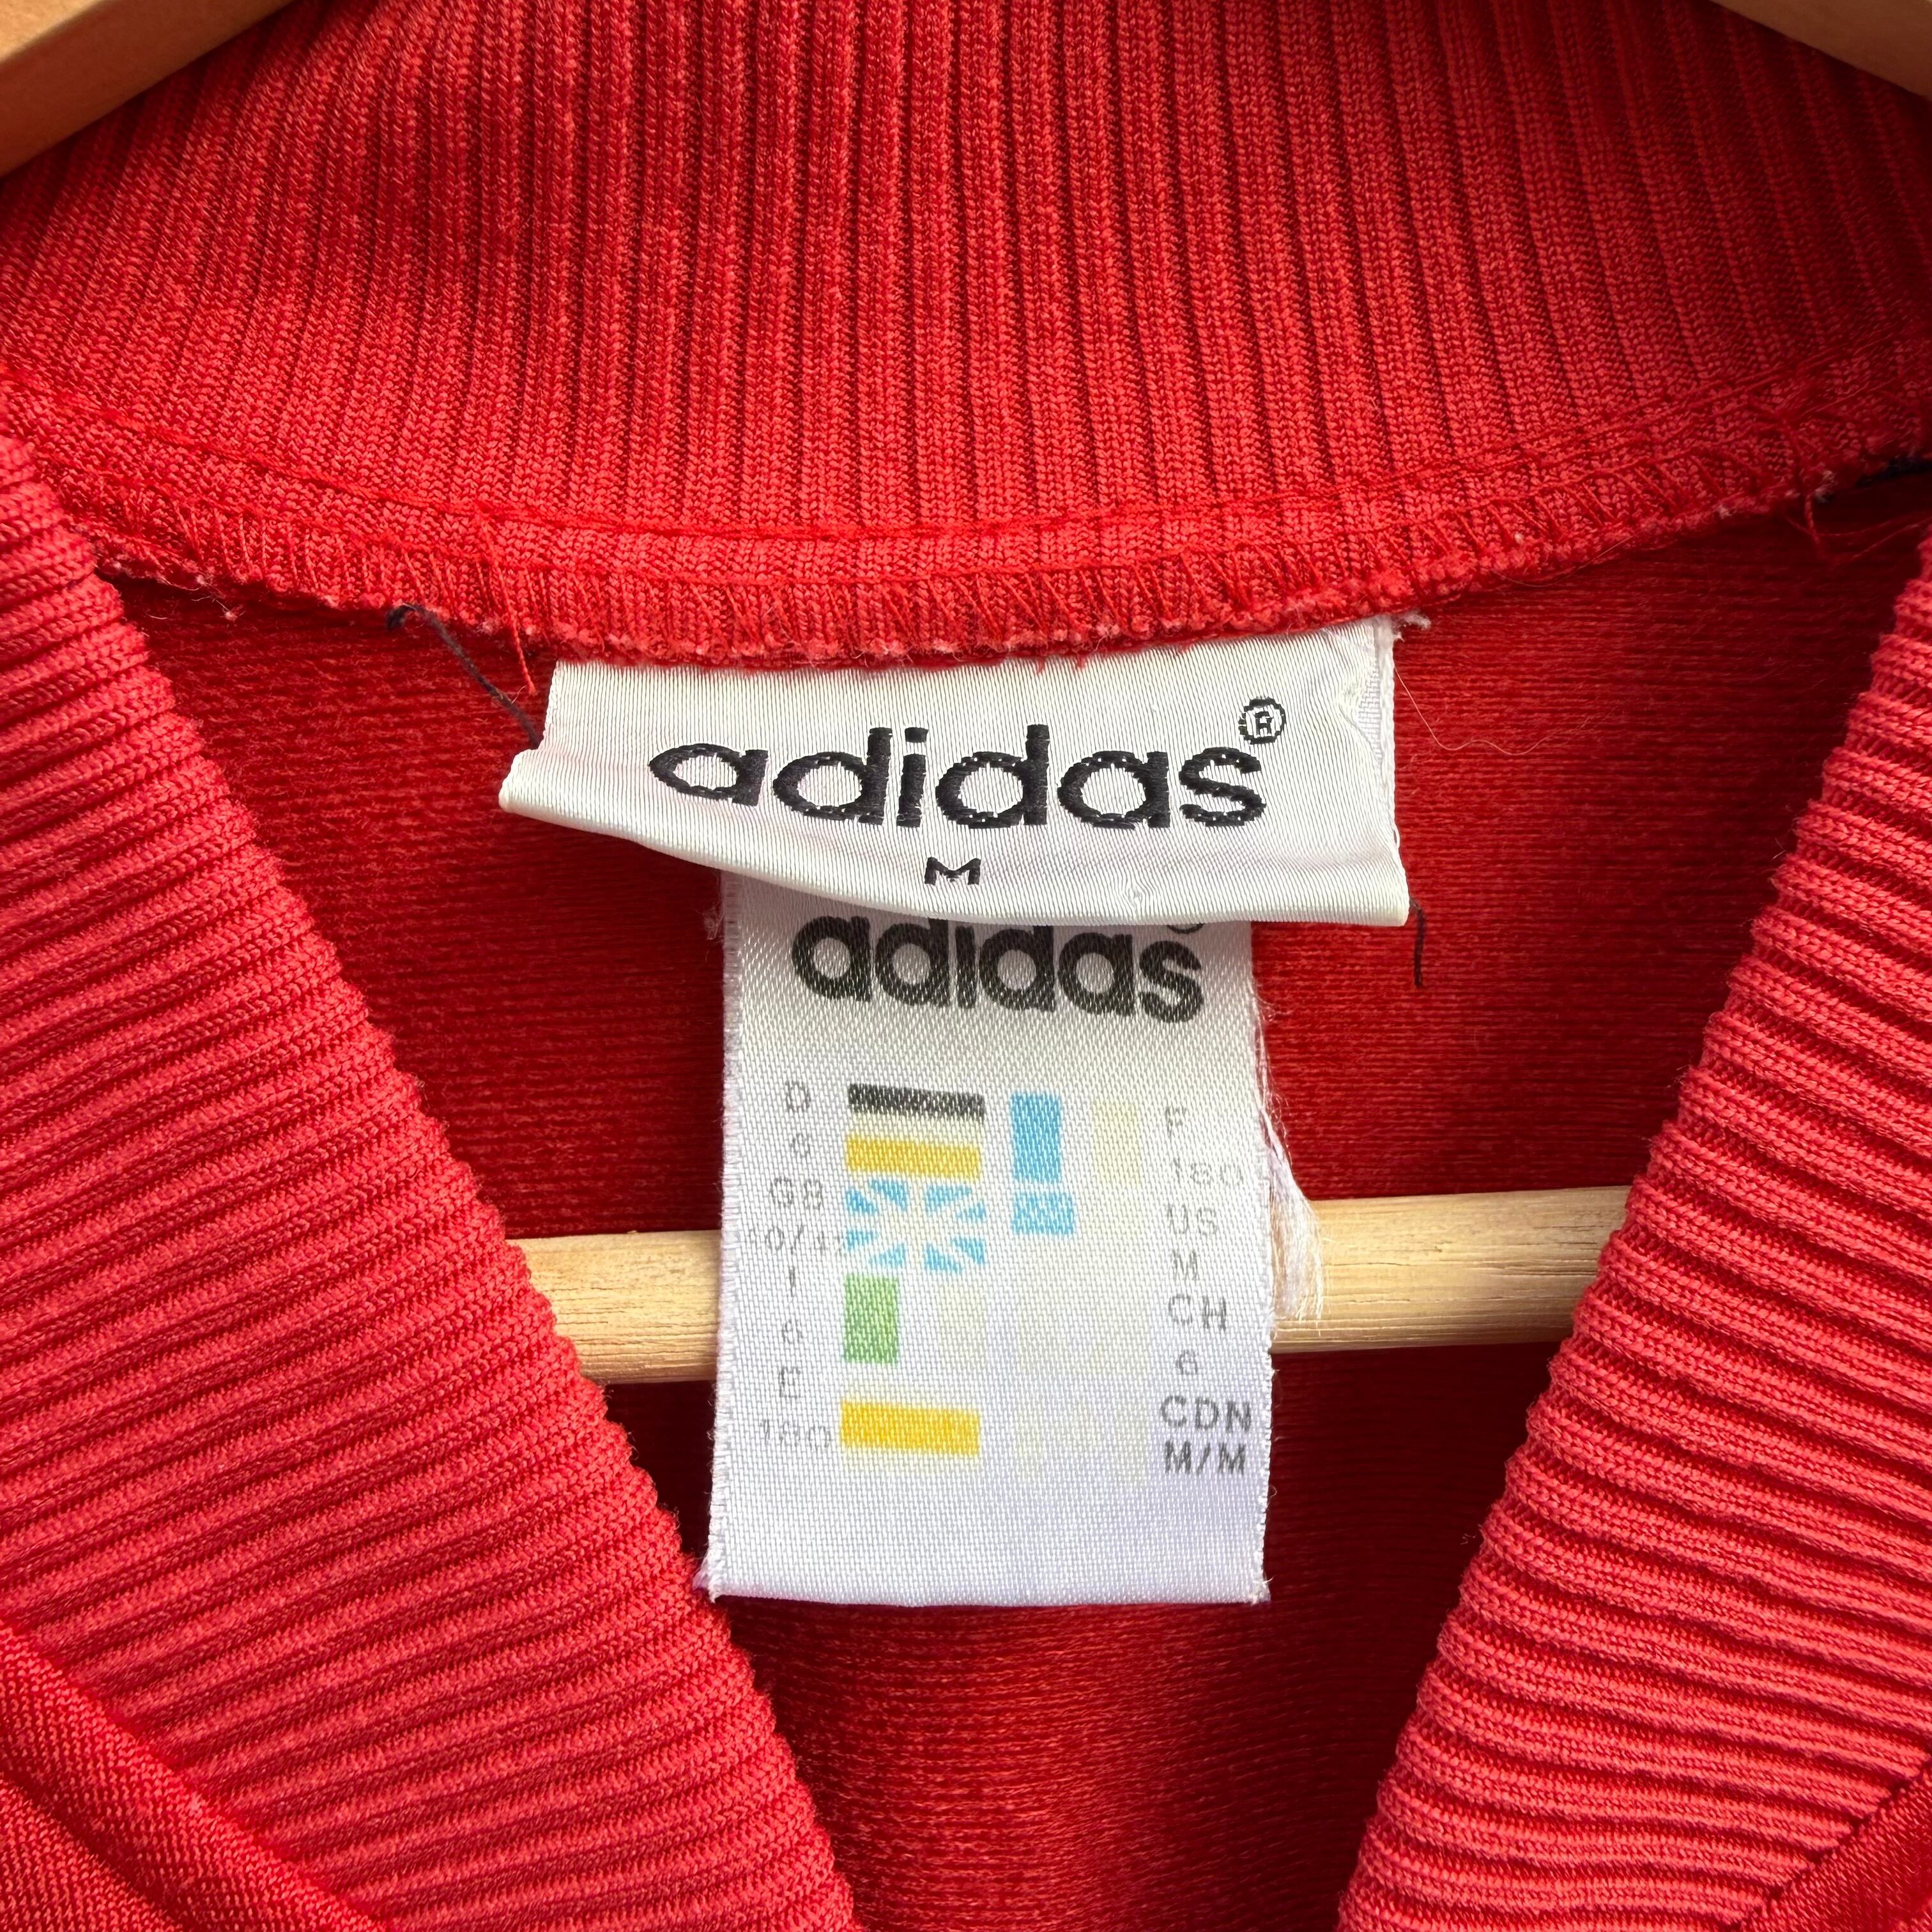 adidas®
M
adidas
D
6
GB
40/42
I
6
E
180
F
180
US
M
CH
6
CDN
M/M